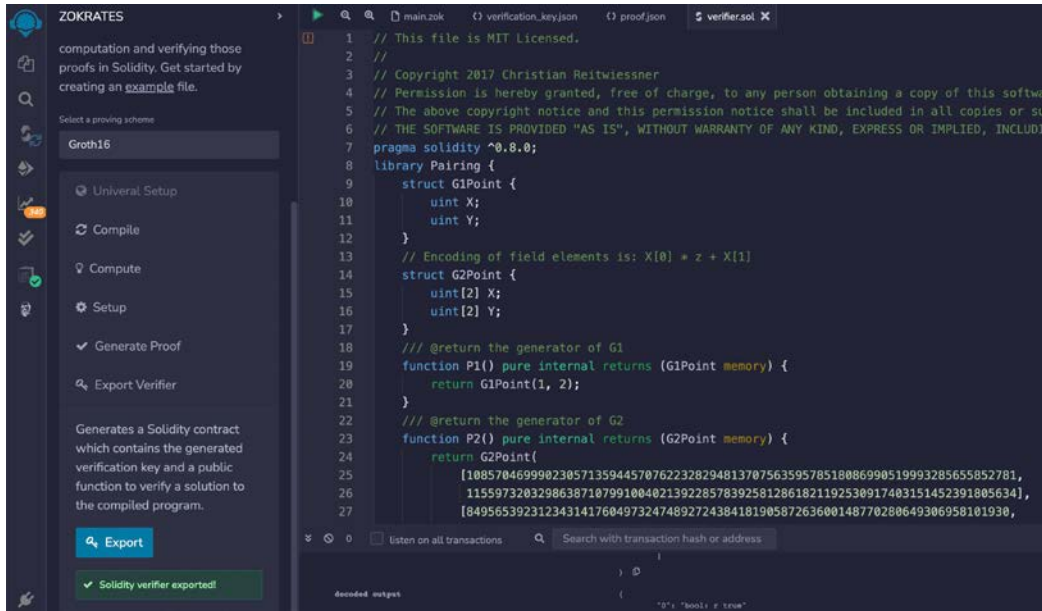 ZOKRATES
computation and verifying those
proofs in Solidity. Get started by
creating an example file.
Select a proving scheme
Groth16
Univeral Setup
Compile
Compute
Setup
Generate Proof
Export Verifier
Generates a Solidity contract
which contains the generated
verification key and a public
function to verify a solution to
the compiled program.
Export
Solidity verifier exported!
.340
main.zok verification_key.json proof.json verifier.sol
1 // This file is MIT Licensed.
2 //
3 // Copyright 2017 Christian Reitwiessner
4 // Permission is hereby granted, free of charge, to any person obtaining a copy of this softwa
5 // The above copyright notice and this permission notice shall be included in all copies or su
6 // THE SOFTWARE IS PROVIDED "AS IS", WITHOUT WARRANTY OF ANY KIND, EXPRESS OR IMPLIED, INCLUDI
7 pragma solidity ^0.8.0;
8 library Pairing {
9 struct G1Point {
10 uint X;
11 uint Y;
12 }
13 // Encoding of field elements is: X[0] * z + X[1]
14 struct G2Point {
15 uint[2] X;
16 uint[2] Y;
17 }
18 /// @return the generator of G1
19 function P1() pure internal returns (G1Point memory) {
20 return G1Point(1, 2);
21 }
22 /// @return the generator of G2
23 function P2() pure internal returns (G2Point memory) {
24 return G2Point(
25 [10857046999023057135944570762232829481370756359578518086990519993285655852781,
26 11559732032986387107991004021392285783925812861821192530917403151452391805634],
27 [8495653923123431417604973247489272438418190587263600148770280649306958101930,
0 listen on all transactions Search with transaction hash or address
}
decoded output {
"0": "bool: r true"